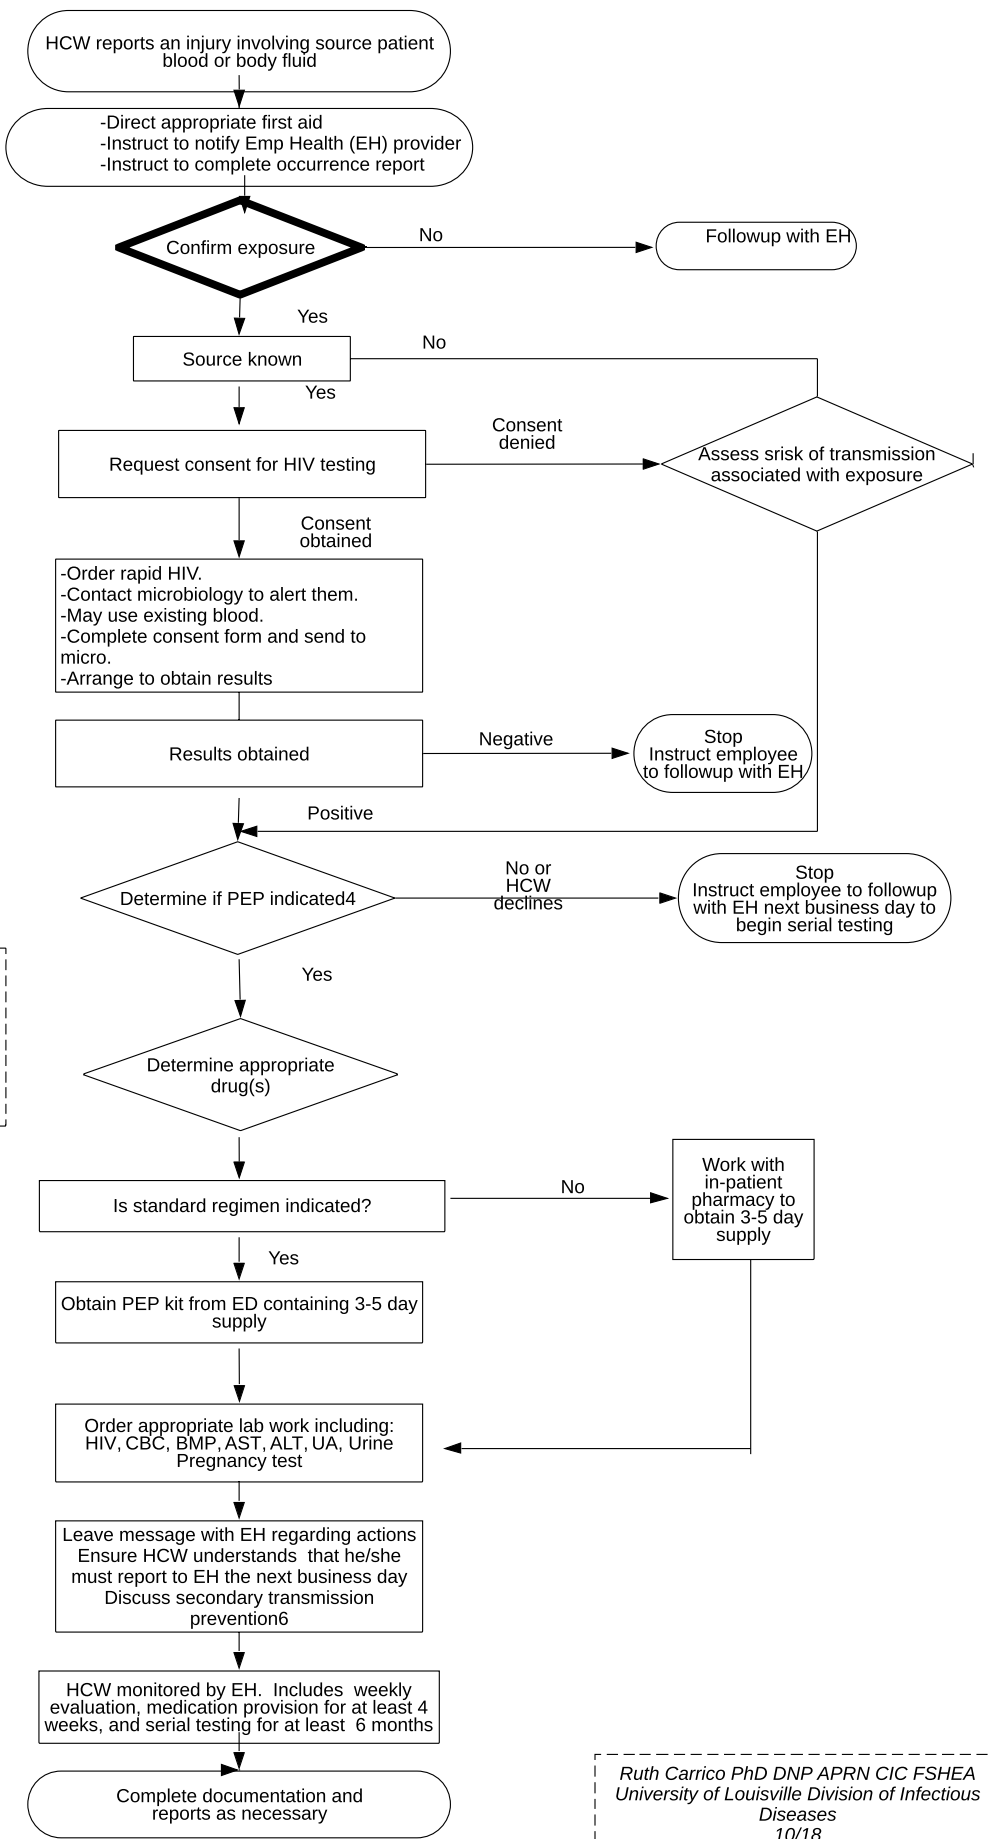 HCW reports an injury involving source patient
blood or body fluid
-Direct appropriate first aid
-Instruct to notify Emp Health (EH) provider
-Instruct to complete occurrence report
Confirm exposure
No
Followup with EH
Yes
Source known
No
Yes
Request consent for HIV testing
Consent
denied
Assess srisk of transmission
associated with exposure
Consent
obtained
-Order rapid HIV.
-Contact microbiology to alert them.
-May use existing blood.
-Complete consent form and send to
micro.
-Arrange to obtain results
Results obtained
Negative
Stop
Instruct employee
to followup with EH
Positive
Determine if PEP indicated4
No or
HCW
declines
Stop
Instruct employee to followup
with EH next business day to
begin serial testing
Yes
Determine appropriate
drug(s)
Is standard regimen indicated?
No
Work with
in-patient
pharmacy to
obtain 3-5 day
supply
Yes
Obtain PEP kit from ED containing 3-5 day
supply
Order appropriate lab work including:
HIV, CBC, BMP, AST, ALT, UA, Urine
Pregnancy test
Leave message with EH regarding actions
Ensure HCW understands  that he/she
must report to EH the next business day
Discuss secondary transmission
prevention6
HCW monitored by EH.  Includes  weekly
evaluation, medication provision for at least 4
weeks, and serial testing for at least  6 months
Complete documentation and
reports as necessary
Ruth Carrico PhD DNP APRN CIC FSHEA
University of Louisville Division of Infectious
Diseases
10/18